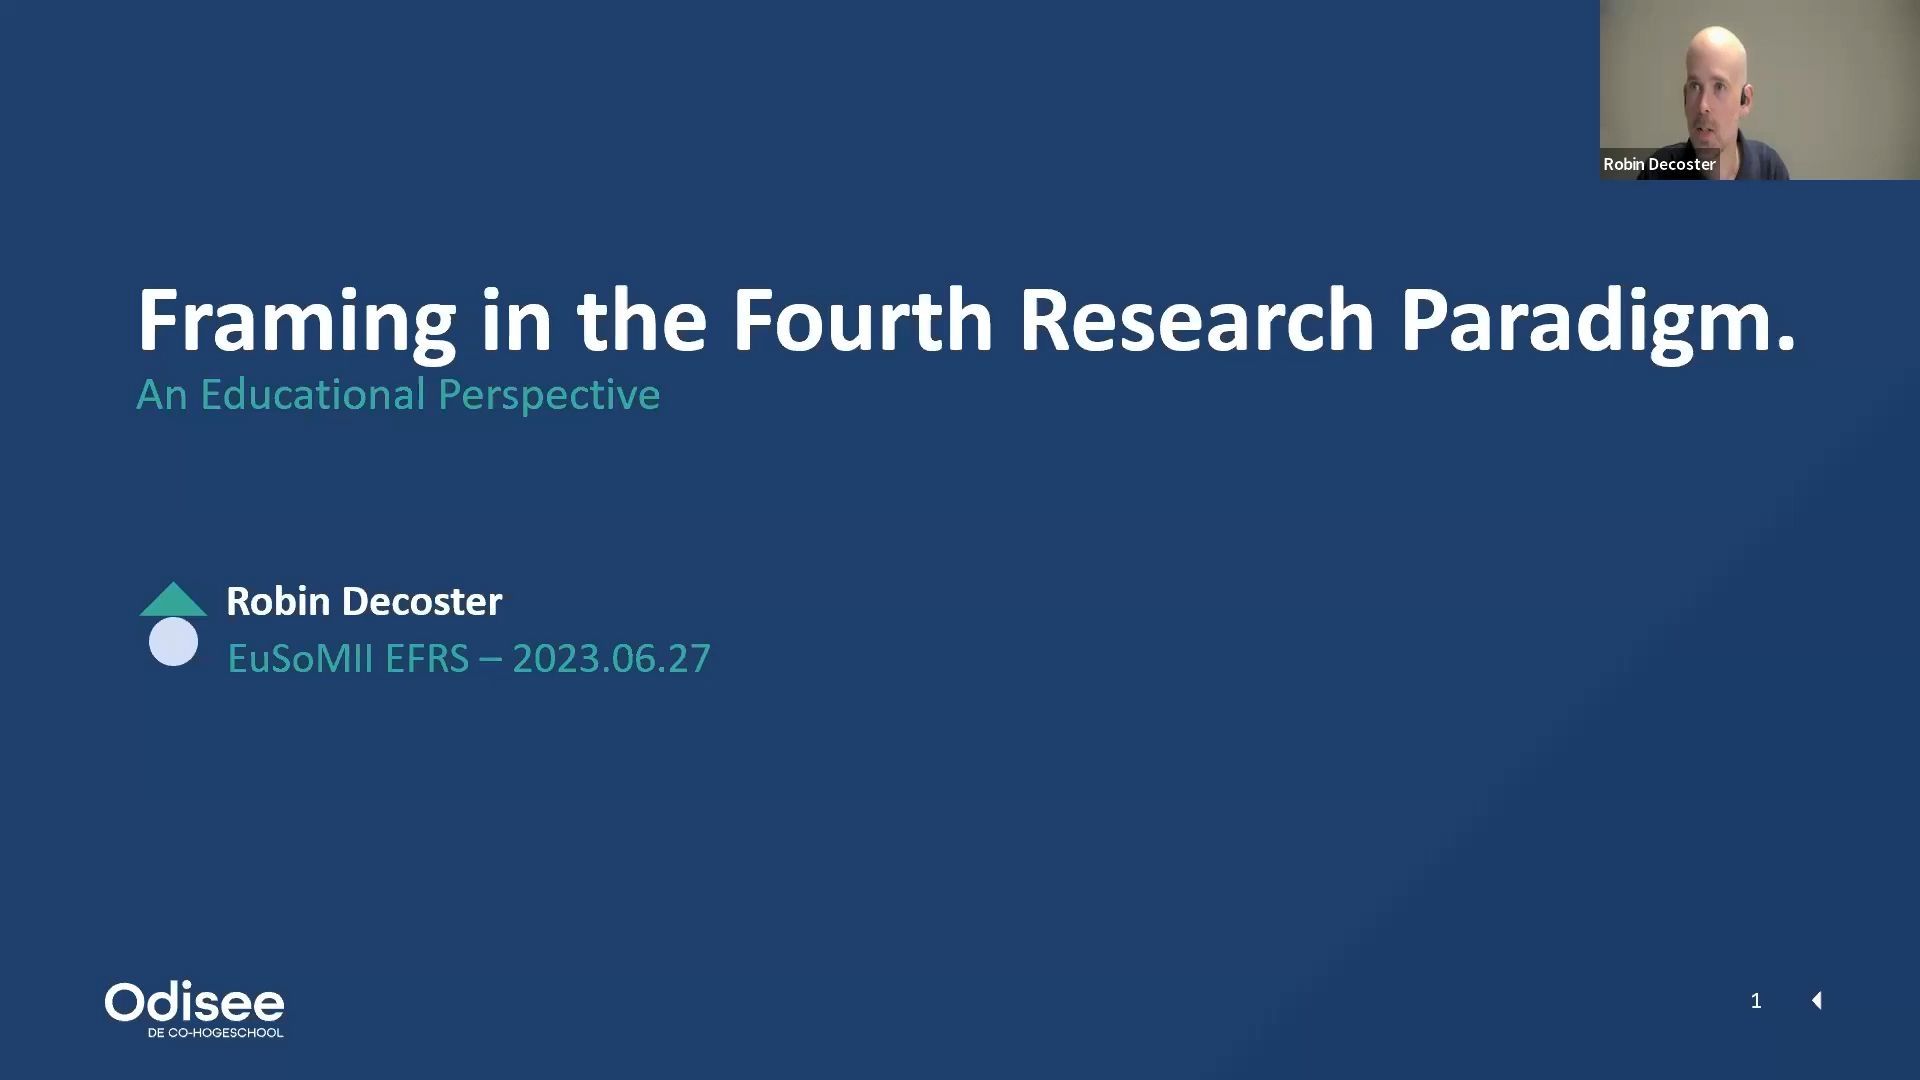 Robin Decoster
Framing in the Fourth Research Paradigm.
An Educational Perspective
Robin Decoster
EuSoMII EFRS – 2023.06.27
Odisee
DE CO-HOGESCHOOL
1